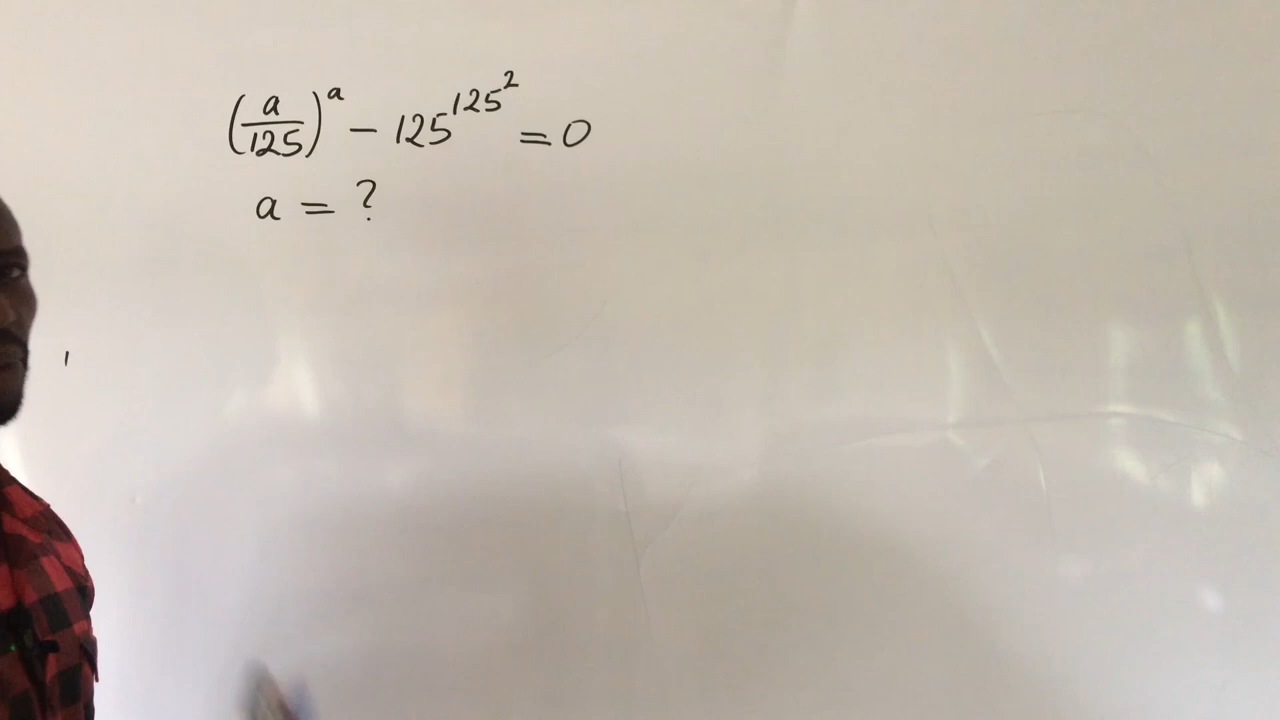 (a/125)^a - 125^125^2 = 0
a = ?